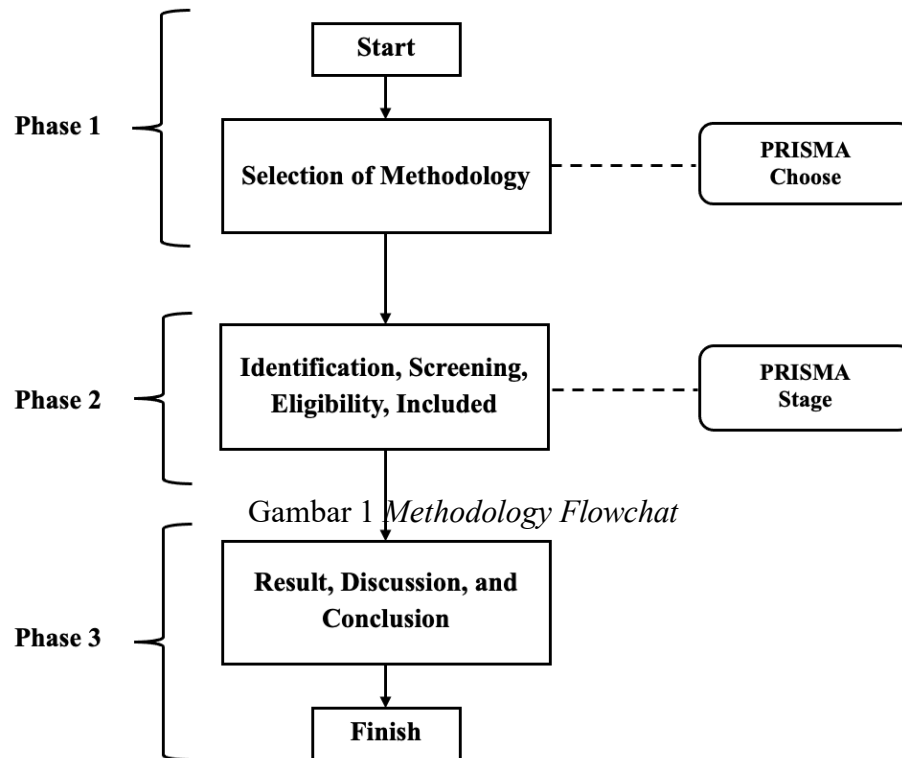 Start
Phase 1
Selection of Methodology
PRISMA
Choose
Phase 2
Identification, Screening,
Eligibility, Included
PRISMA
Stage
Gambar 1 Methodology Flowchat
Phase 3
Result, Discussion, and
Conclusion
Finish